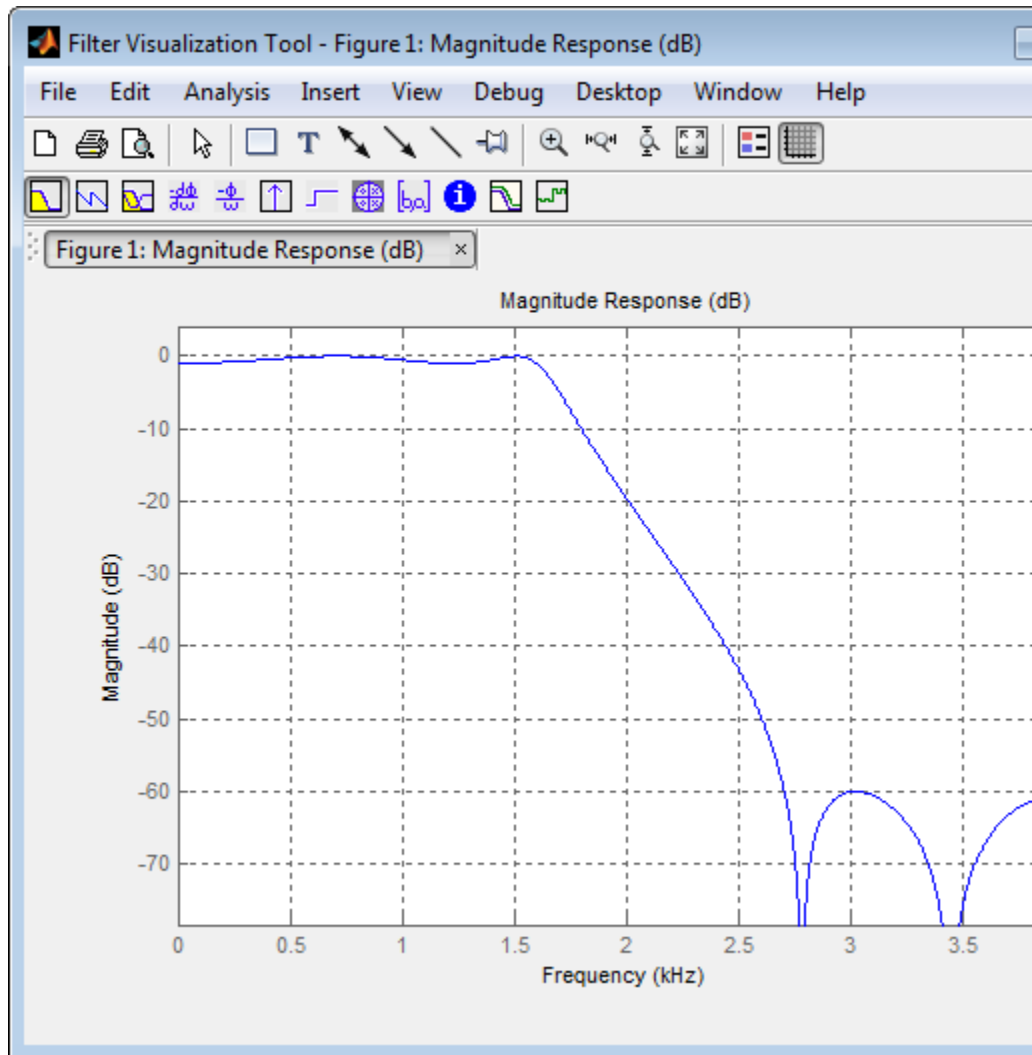 Filter Visualization Tool - Figure 1: Magnitude Response (dB)
File Edit Analysis Insert View Debug Desktop Window Help
Figure 1: Magnitude Response (dB)
Magnitude Response (dB)
0
-10
-20
-30
-40
-50
-60
-70
Magnitude (dB)
0 0.5 1 1.5 2 2.5 3 3.5
Frequency (kHz)